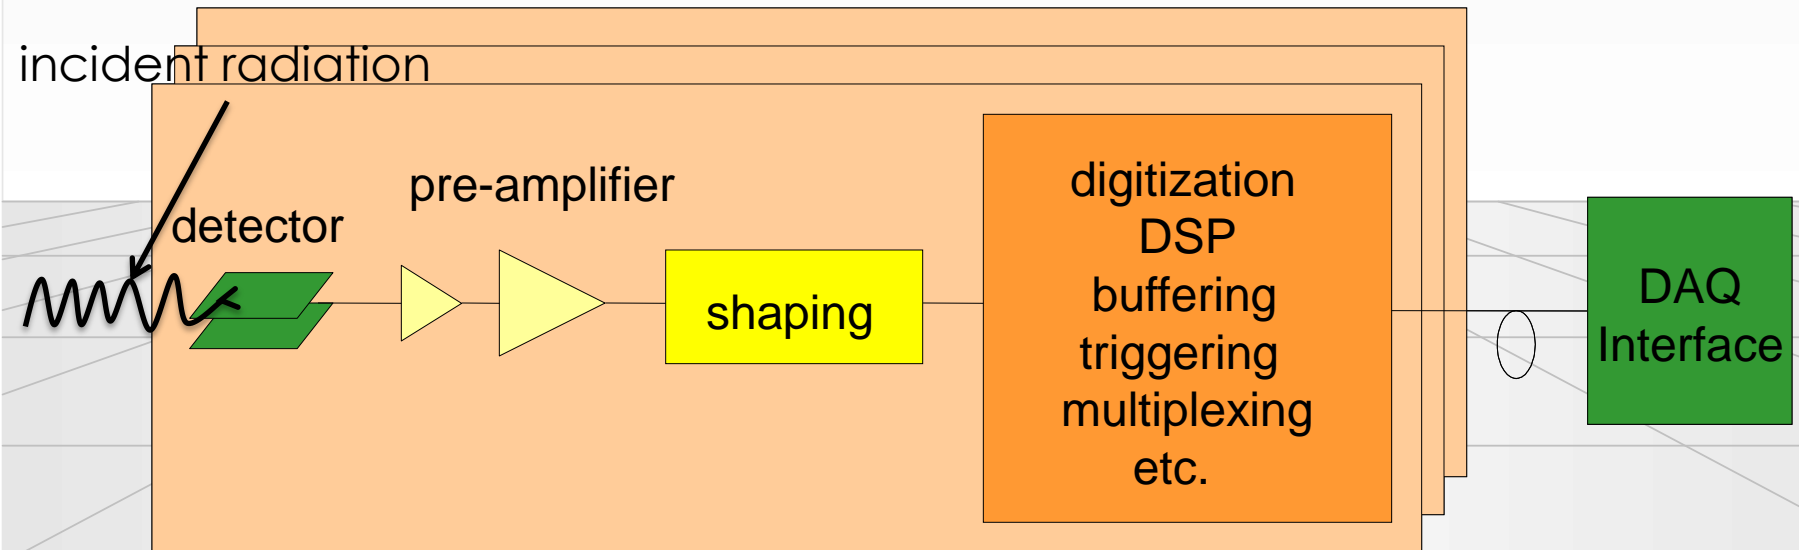 incident radiation
detector
pre-amplifier
shaping
digitization
DSP
buffering
triggering
multiplexing
etc.
DAQ
Interface